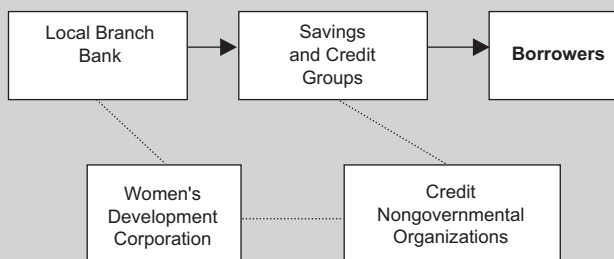 Local Branch
Bank
Savings
and Credit
Groups
Borrowers
Women's
Development
Corporation
Credit
Nongovernmental
Organizations